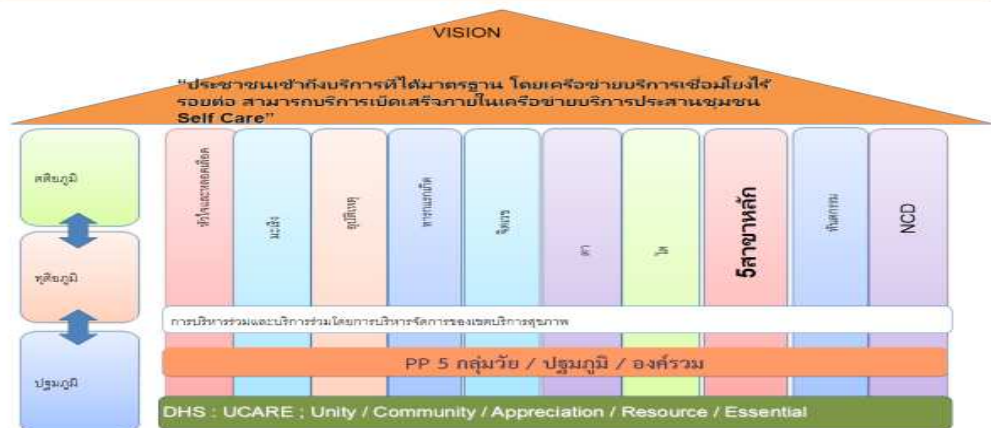 VISION
“ประชาชนเข้าถึงบริการที่ได้มาตรฐาน โดยเครือข่ายบริการเชื่อมโยงไร้
รอยต่อ สามารถบริการเบ็ดเสร็จภายในเครือข่ายบริการประสานชุมชน
Self Care”
ตติยภูมิ
ทุติยภูมิ
ปฐมภูมิ
หัวใจและหลอดเลือด
มะเร็ง
อุบัติเหตุ
ทารกแรกเกิด
จิตเวช
ตา
ไต
5สาขาหลัก
ทันตกรรม
NCD
การบริหารร่วมและบริการร่วมโดยการบริหารจัดการของเขตบริการสุขภาพ
PP 5 กลุ่มวัย / ปฐมภูมิ / องค์รวม
DHS : UCARE ; Unity / Community / Appreciation / Resource / Essential